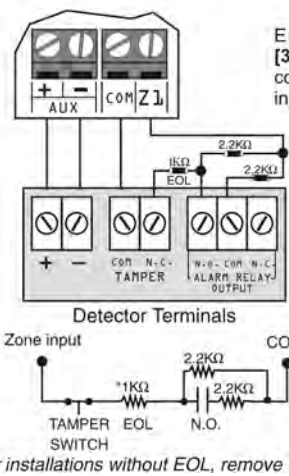 + - COM Z1
AUX
E
[3
co
in
2.2KΩ
1KΩ
EOL
2.2KΩ
+ - COM N.C. N.O. COM N.C.
TAMPER ALARM RELAY
OUTPUT
Detector Terminals
Zone input CO
2.2KΩ
*1KΩ 2.2KΩ
TAMPER EOL N.O.
SWITCH
r installations without EOL, remove